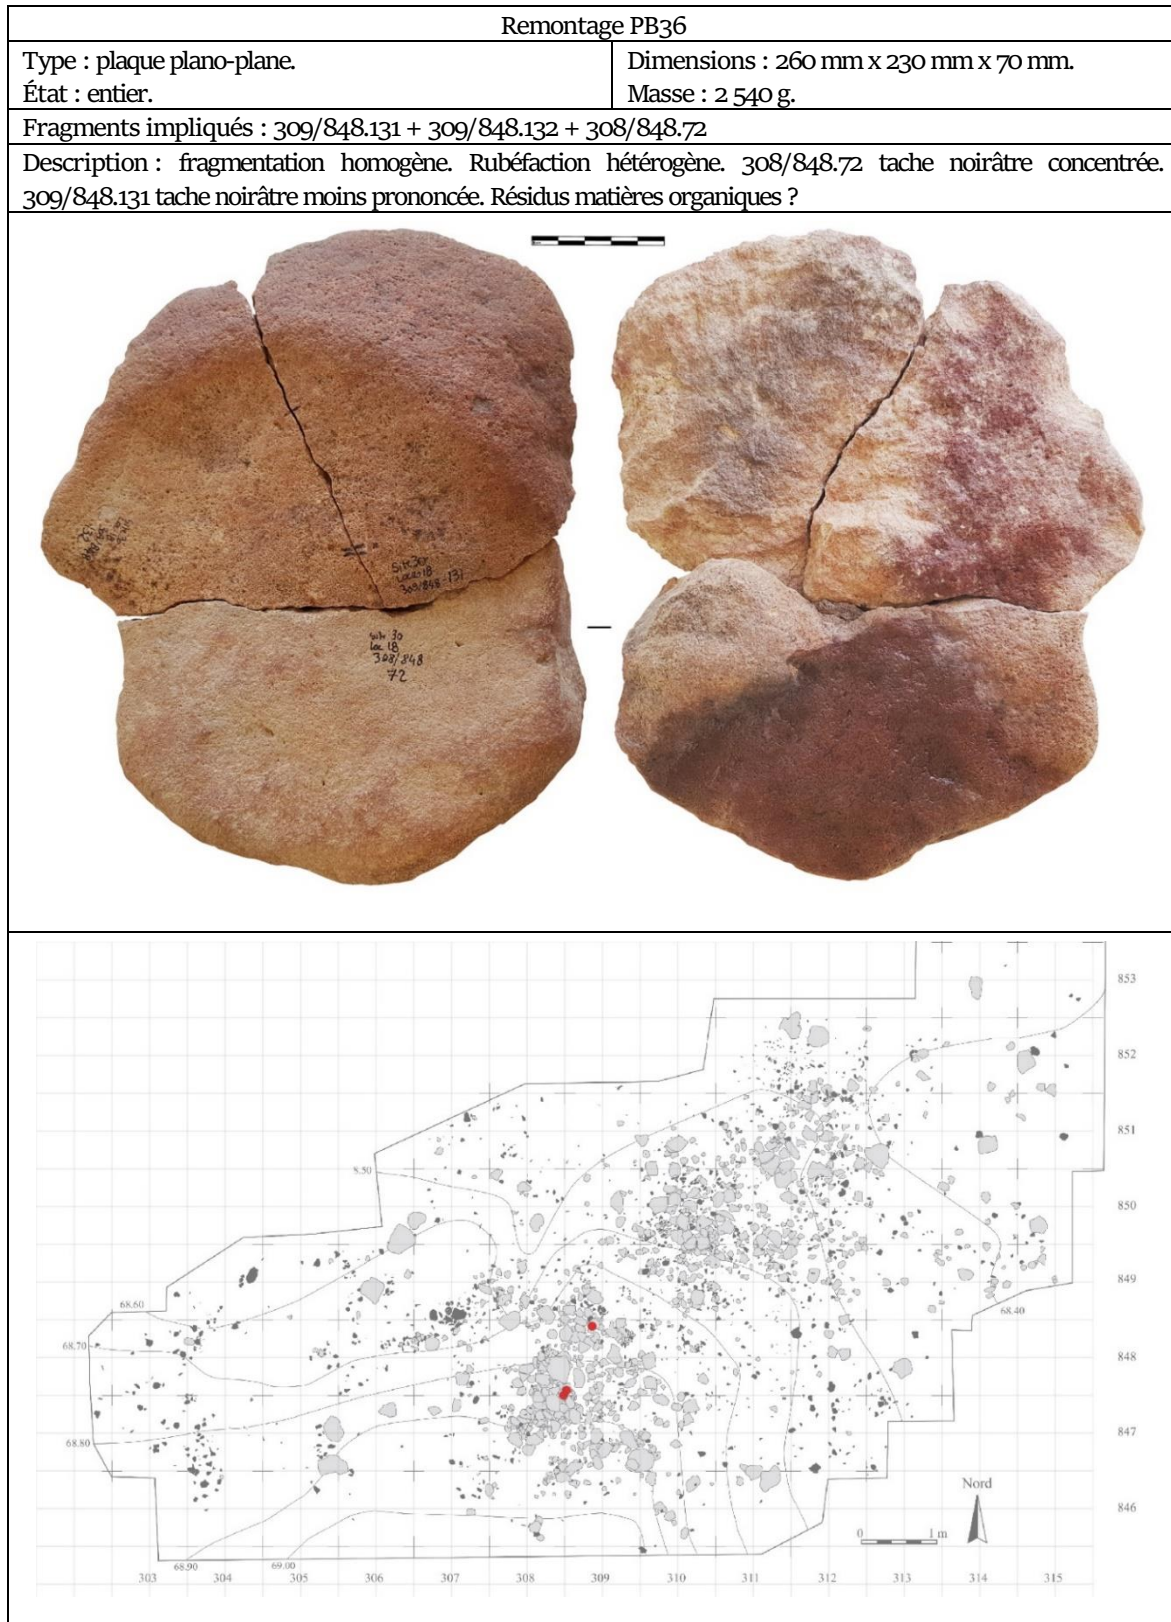 Remontage PB36
Type : plaque plano-plane.
État : entier.
Dimensions : 260 mm x 230 mm x 70 mm.
Masse : 2 540 g.
Fragments impliqués : 309/848.131 + 309/848.132 + 308/848.72
Description : fragmentation homogène. Rubéfaction hétérogène. 308/848.72 tache noirâtre concentrée.
309/848.131 tache noirâtre moins prononcée. Résidus matières organiques ?
Site 30
Loc 18
309/848-131
Site 30
Loc 18
308/848
72
853
852
851
8.50
850
849
68.60
68.40
68.70
848
847
68.80
Nord
846
0 1 m
68.90 69.00
303 304 305 306 307 308 309 310 311 312 313 314 315